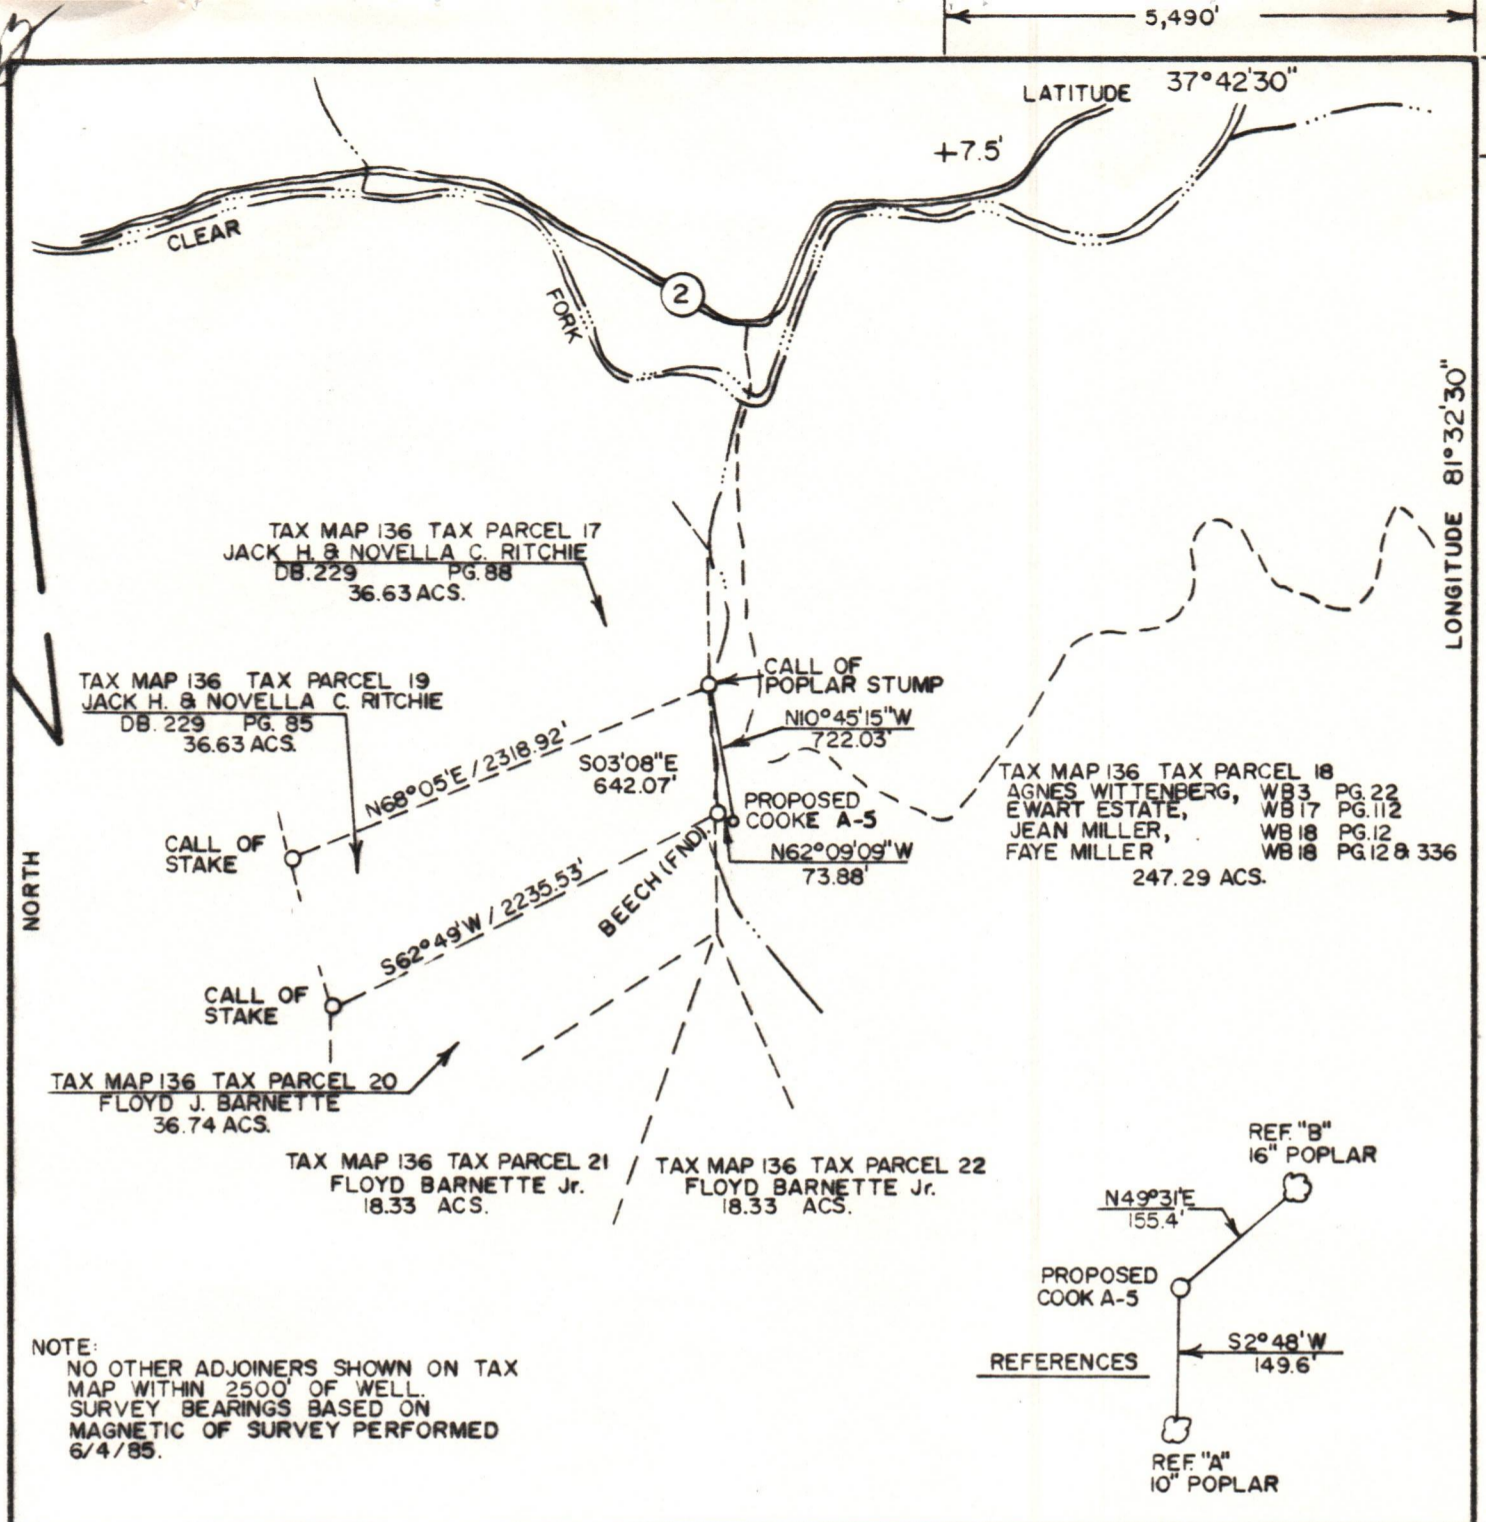 5,490'
LATITUDE 37°42'30"
+7.5'
CLEAR
FORK
2
LONGITUDE 81°32'30"
TAX MAP 136 TAX PARCEL 17
JACK H. & NOVELLA C. RITCHIE
DB. 229 PG. 88
36.63 ACS.
TAX MAP 136 TAX PARCEL 19
JACK H. & NOVELLA C. RITCHIE
DB. 229 PG. 85
36.63 ACS.
CALL OF
POPLAR STUMP
N10°45'15"W
722.03'
N68°05'E / 2318.92'
S03'08"E
642.07'
PROPOSED
COOKE A-5
N62°09'09"W
73.88'
TAX MAP 136 TAX PARCEL 18
AGNES WITTENBERG, WB3 PG.22
EWART ESTATE, WB17 PG.112
JEAN MILLER, WB18 PG.12
FAYE MILLER WB18 PG.12 & 336
247.29 ACS.
CALL OF
STAKE
NORTH
BEECH (FND)
S62°49'W / 2235.53'
CALL OF
STAKE
TAX MAP 136 TAX PARCEL 20
FLOYD J. BARNETTE
36.74 ACS.
TAX MAP 136 TAX PARCEL 21
FLOYD BARNETTE Jr.
18.33 ACS.
TAX MAP 136 TAX PARCEL 22
FLOYD BARNETTE Jr.
18.33 ACS.
REF. "B"
16" POPLAR
N49°31'E
155.4'
PROPOSED
COOK A-5
S2°48'W
149.6'
REFERENCES
REF. "A"
10" POPLAR
NOTE:
NO OTHER ADJOINERS SHOWN ON TAX
MAP WITHIN 2500' OF WELL.
SURVEY BEARINGS BASED ON
MAGNETIC OF SURVEY PERFORMED
6/4/85.